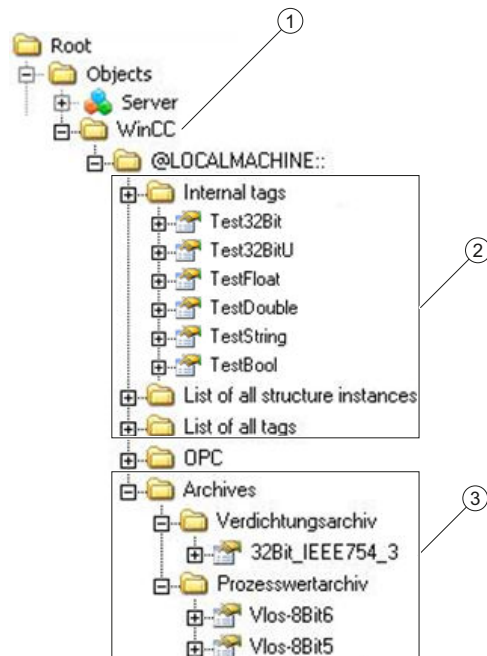 1
Root
Objects
Server
WinCC
@LOCALMACHINE::
Internal tags
Test32Bit
Test32BitU
2
TestFloat
TestDouble
TestString
TestBool
List of all structure instances
List of all tags
OPC
Archives
3
Verdichtungsarchiv
32Bit_IEEE754_3
Prozesswertarchiv
Vlos-8Bit6
Vlos-8Bit5